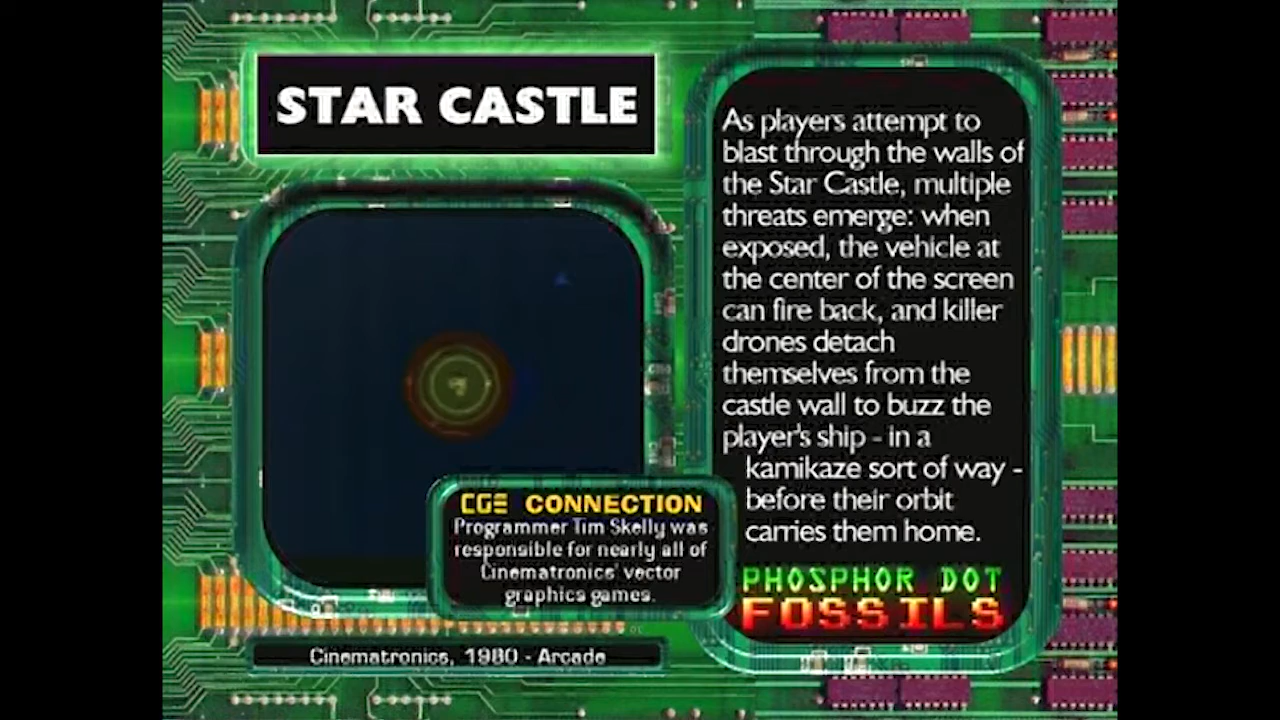 STAR CASTLE
As players attempt to
blast through the walls of
the Star Castle, multiple
threats emerge: when
exposed, the vehicle at
the center of the screen
can fire back, and killer
drones detach
themselves from the
castle wall to buzz the
player's ship - in a
kamikaze sort of way -
before their orbit
carries them home.
CGE CONNECTION
Programmer Tim Skelly was
responsible for nearly all of
Cinematronics' vector
graphics games.
PHOSPHOR DOT
FOSSILS
Cinematronics, 1980 - Arcade